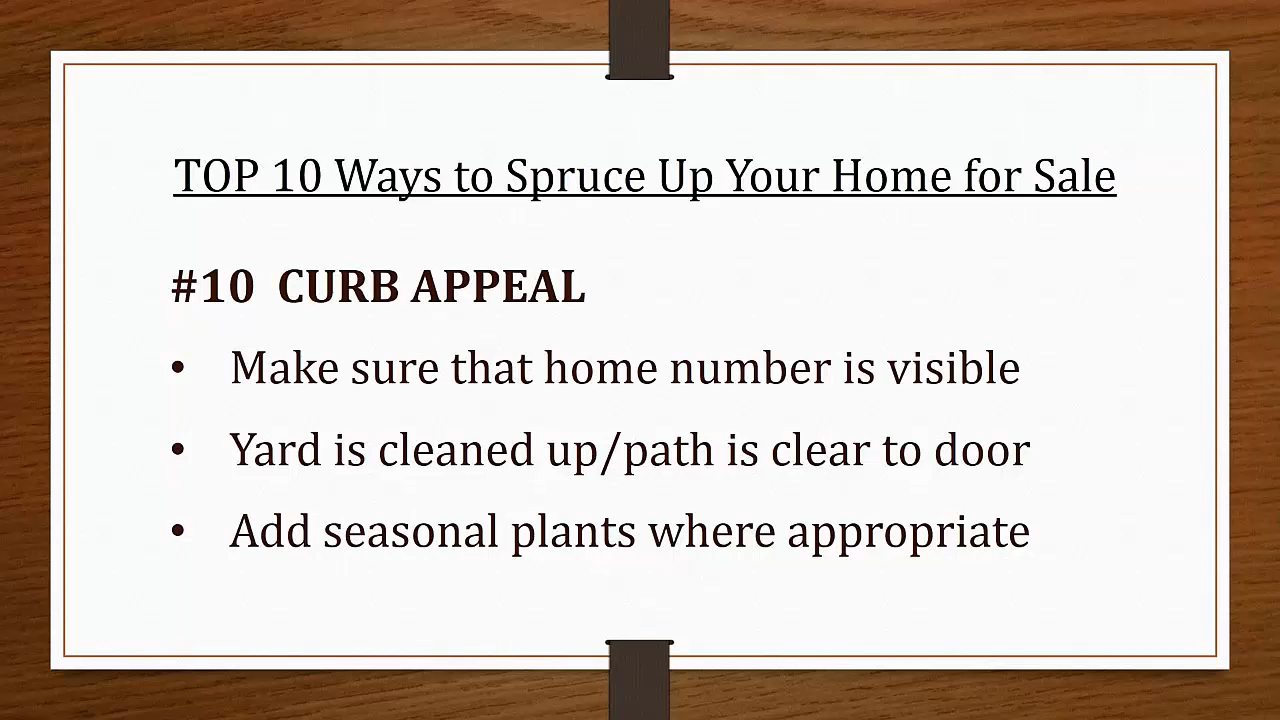 TOP 10 Ways to Spruce Up Your Home for Sale
#10 CURB APPEAL
• Make sure that home number is visible
• Yard is cleaned up/path is clear to door
• Add seasonal plants where appropriate